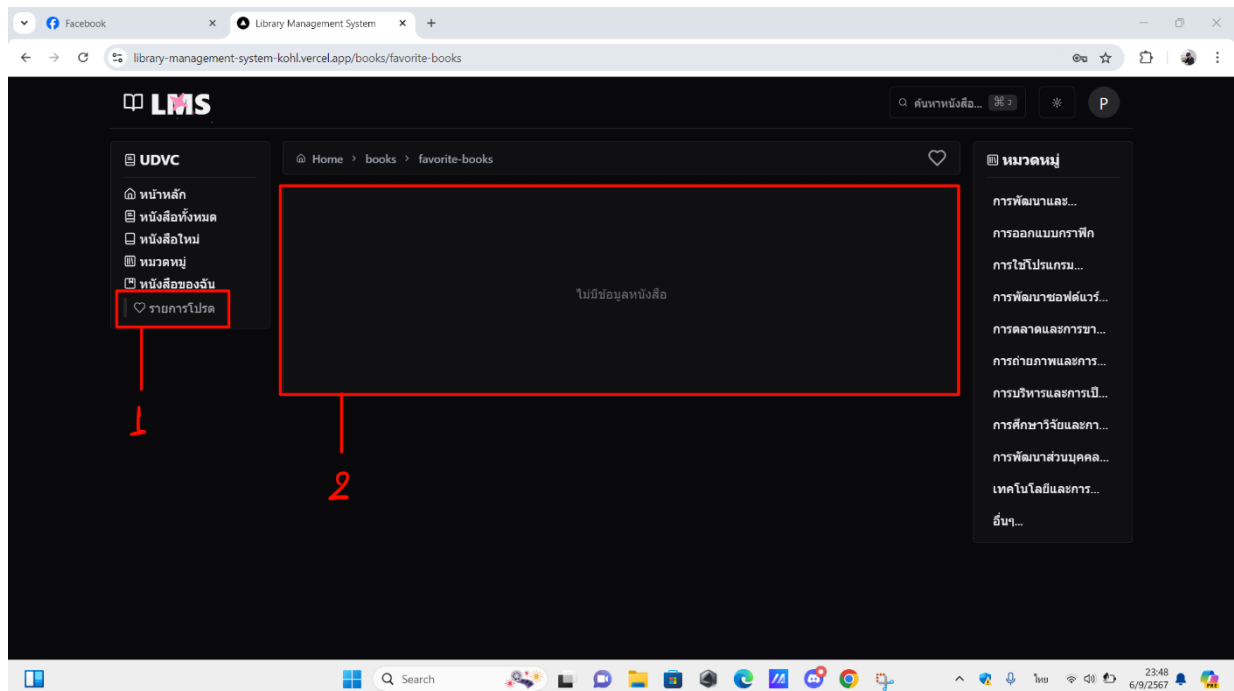 Facebook
Library Management System
library-management-system-kohl.vercel.app/books/favorite-books
LMS
ค้นหาหนังสือ... ⌘ J
P
UDVC
หน้าหลัก
หนังสือทั้งหมด
หนังสือใหม่
หมวดหมู่
หนังสือของฉัน
รายการโปรด
1
Home > books > favorite-books
ไม่มีข้อมูลหนังสือ
2
หมวดหมู่
การพัฒนาและ...
การออกแบบกราฟิก
การใช้โปรแกรม...
การพัฒนาซอฟต์แวร์...
การตลาดและการขา...
การถ่ายภาพและการ...
การบริหารและการเป็...
การศึกษาวิจัยและกา...
การพัฒนาส่วนบุคคล...
เทคโนโลยีและการ...
อื่นๆ...
Search
ไทย
23:48
6/9/2567
PRE